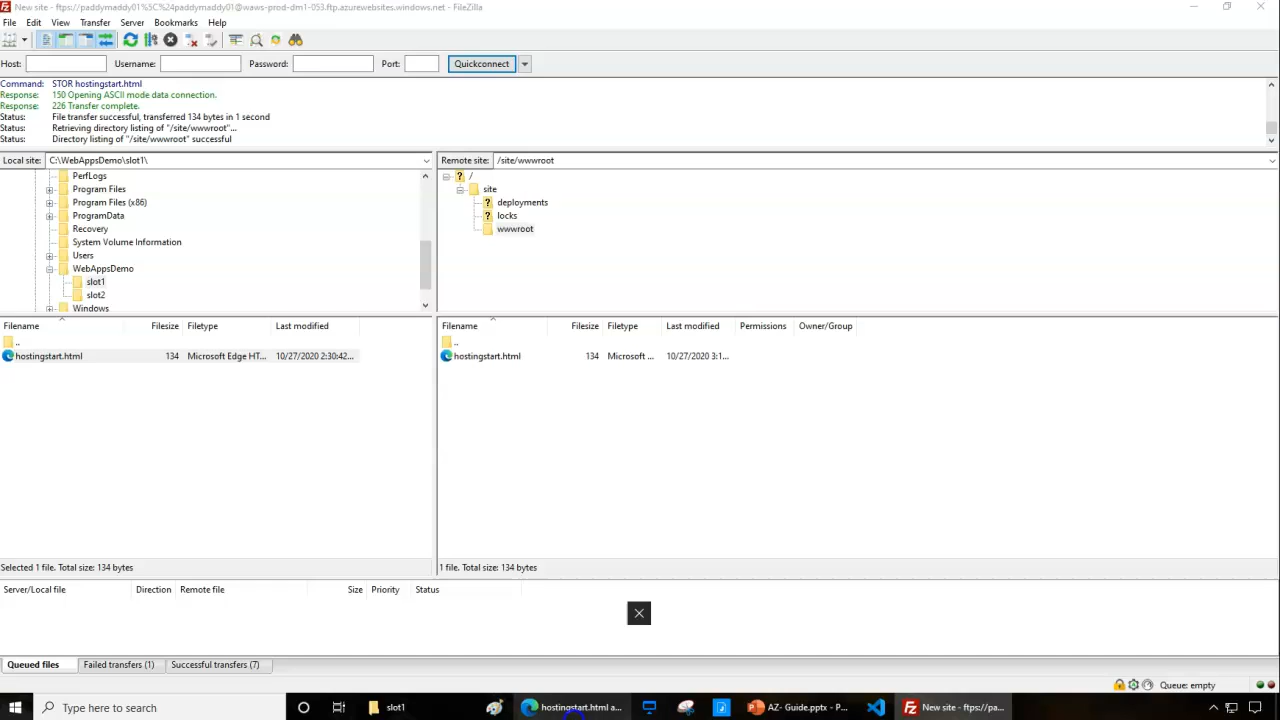 New site - ftps://paddymaddy01%5C%24paddymaddy01@waws-prod-dm1-053.ftp.azurewebsites.windows.net - FileZilla
File Edit View Transfer Server Bookmarks Help
Host: Username: Password: Port: Quickconnect
Command: STOR hostingstart.html
Response: 150 Opening ASCII mode data connection.
Response: 226 Transfer complete.
Status: File transfer successful, transferred 134 bytes in 1 second
Status: Retrieving directory listing of "/site/wwwroot"...
Status: Directory listing of "/site/wwwroot" successful
Local site: C:\WebAppsDemo\slot1\
PerfLogs
Program Files
Program Files (x86)
ProgramData
Recovery
System Volume Information
Users
WebAppsDemo
slot1
slot2
Windows
Remote site: /site/wwwroot
/
site
deployments
locks
wwwroot
Filename Filesize Filetype Last modified
..
hostingstart.html 134 Microsoft Edge HT... 10/27/2020 2:30:42...
Selected 1 file. Total size: 134 bytes
Filename Filesize Filetype Last modified Permissions Owner/Group
..
hostingstart.html 134 Microsoft ... 10/27/2020 3:1...
1 file. Total size: 134 bytes
Server/Local file Direction Remote file Size Priority Status
Queued files Failed transfers (1) Successful transfers (7)
Queue: empty
Type here to search
slot1
hostingstart.html a...
AZ- Guide.pptx - P...
New site - ftps://pa...